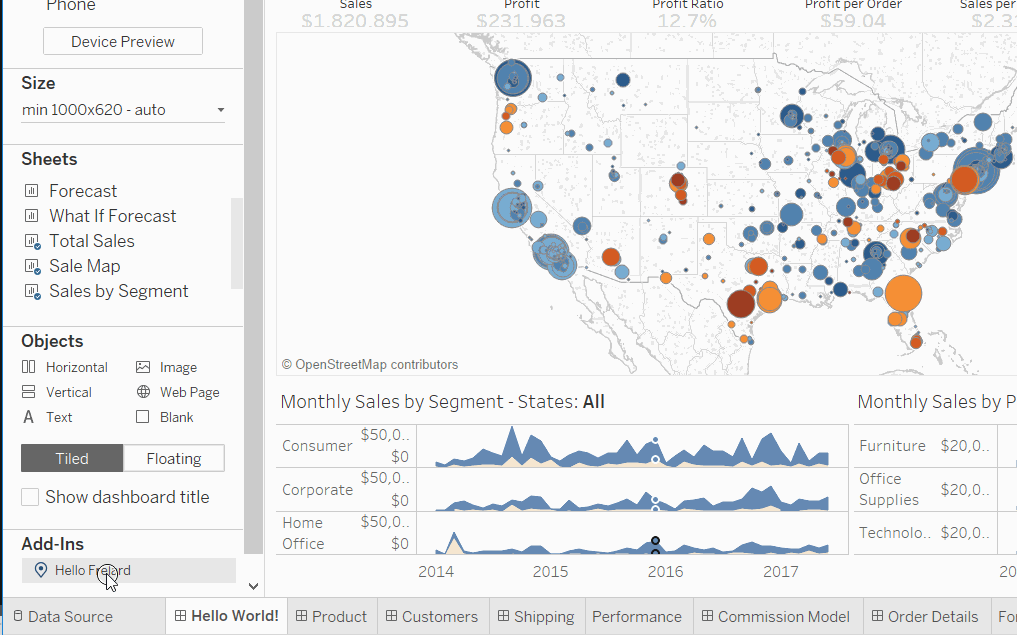 Phone
Device Preview
Size
min 1000x620 - auto
Sheets
Forecast
What If Forecast
Total Sales
Sale Map
Sales by Segment
Objects
Horizontal Image
Vertical Web Page
Text Blank
Tiled Floating
Show dashboard title
Add-Ins
Hello
Sales Profit Profit Ratio Profit per Order Sales per
$1.820.895 $231.963 12.7% $59.04 $2.3
© OpenStreetMap contributors
Monthly Sales by Segment - States: All
Consumer $50,0..
$0
Corporate $50,0..
$0
Home Office $50,0..
$0
2014 2015 2016 2017
Monthly Sales by P
Furniture $20,0..
Office Supplies $20,0..
Technolo.. $20,0..
20
Data Source Hello World! Product Customers Shipping Performance Commission Model Order Details For